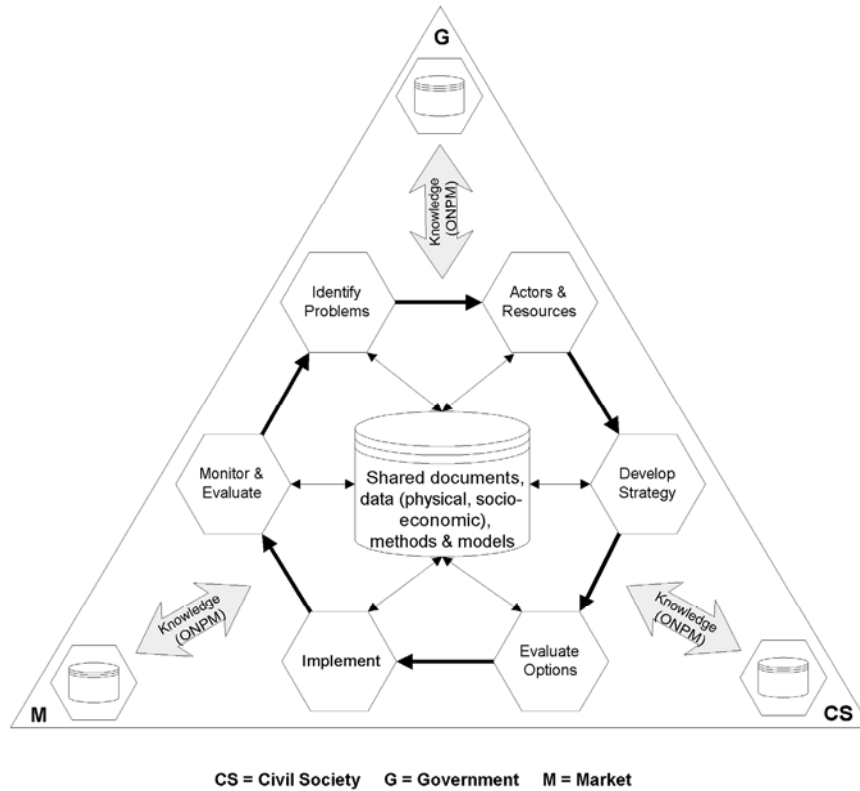 G
Knowledge
(ONPM)
Identify
Problems
Actors &
Resources
Monitor &
Evaluate
Shared documents,
data (physical, socio-
economic),
methods & models
Develop
Strategy
Knowledge
(ONPM)
Knowledge
(ONPM)
Implement
Evaluate
Options
M
CS
CS = Civil Society G = Government M = Market